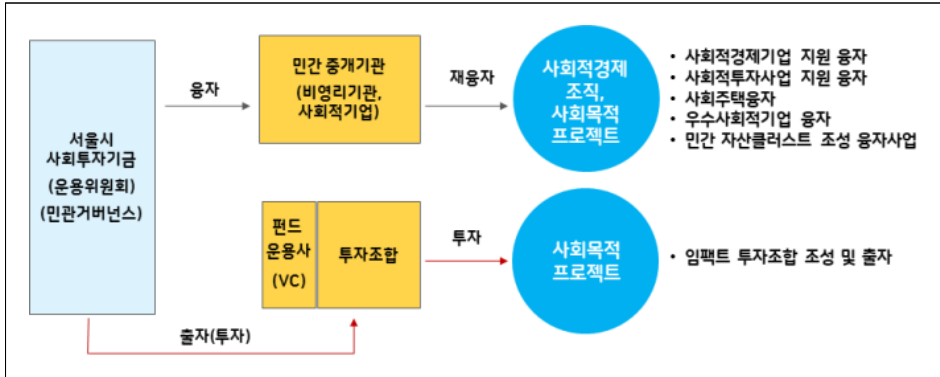 서울시
사회투자기금
(운용위원회)
(민관거버넌스)
융자
민간 중개기관
(비영리기관,
사회적기업)
재융자
사회적경제
조직,
사회목적
프로젝트
• 사회적경제기업 지원 융자
• 사회적투자사업 지원 융자
• 사회주택융자
• 우수사회적기업 융자
• 민간 자산클러스트 조성 융자사업
출자(투자)
펀드
운용사
(VC)
투자조합
투자
사회목적
프로젝트
• 임팩트 투자조합 조성 및 출자